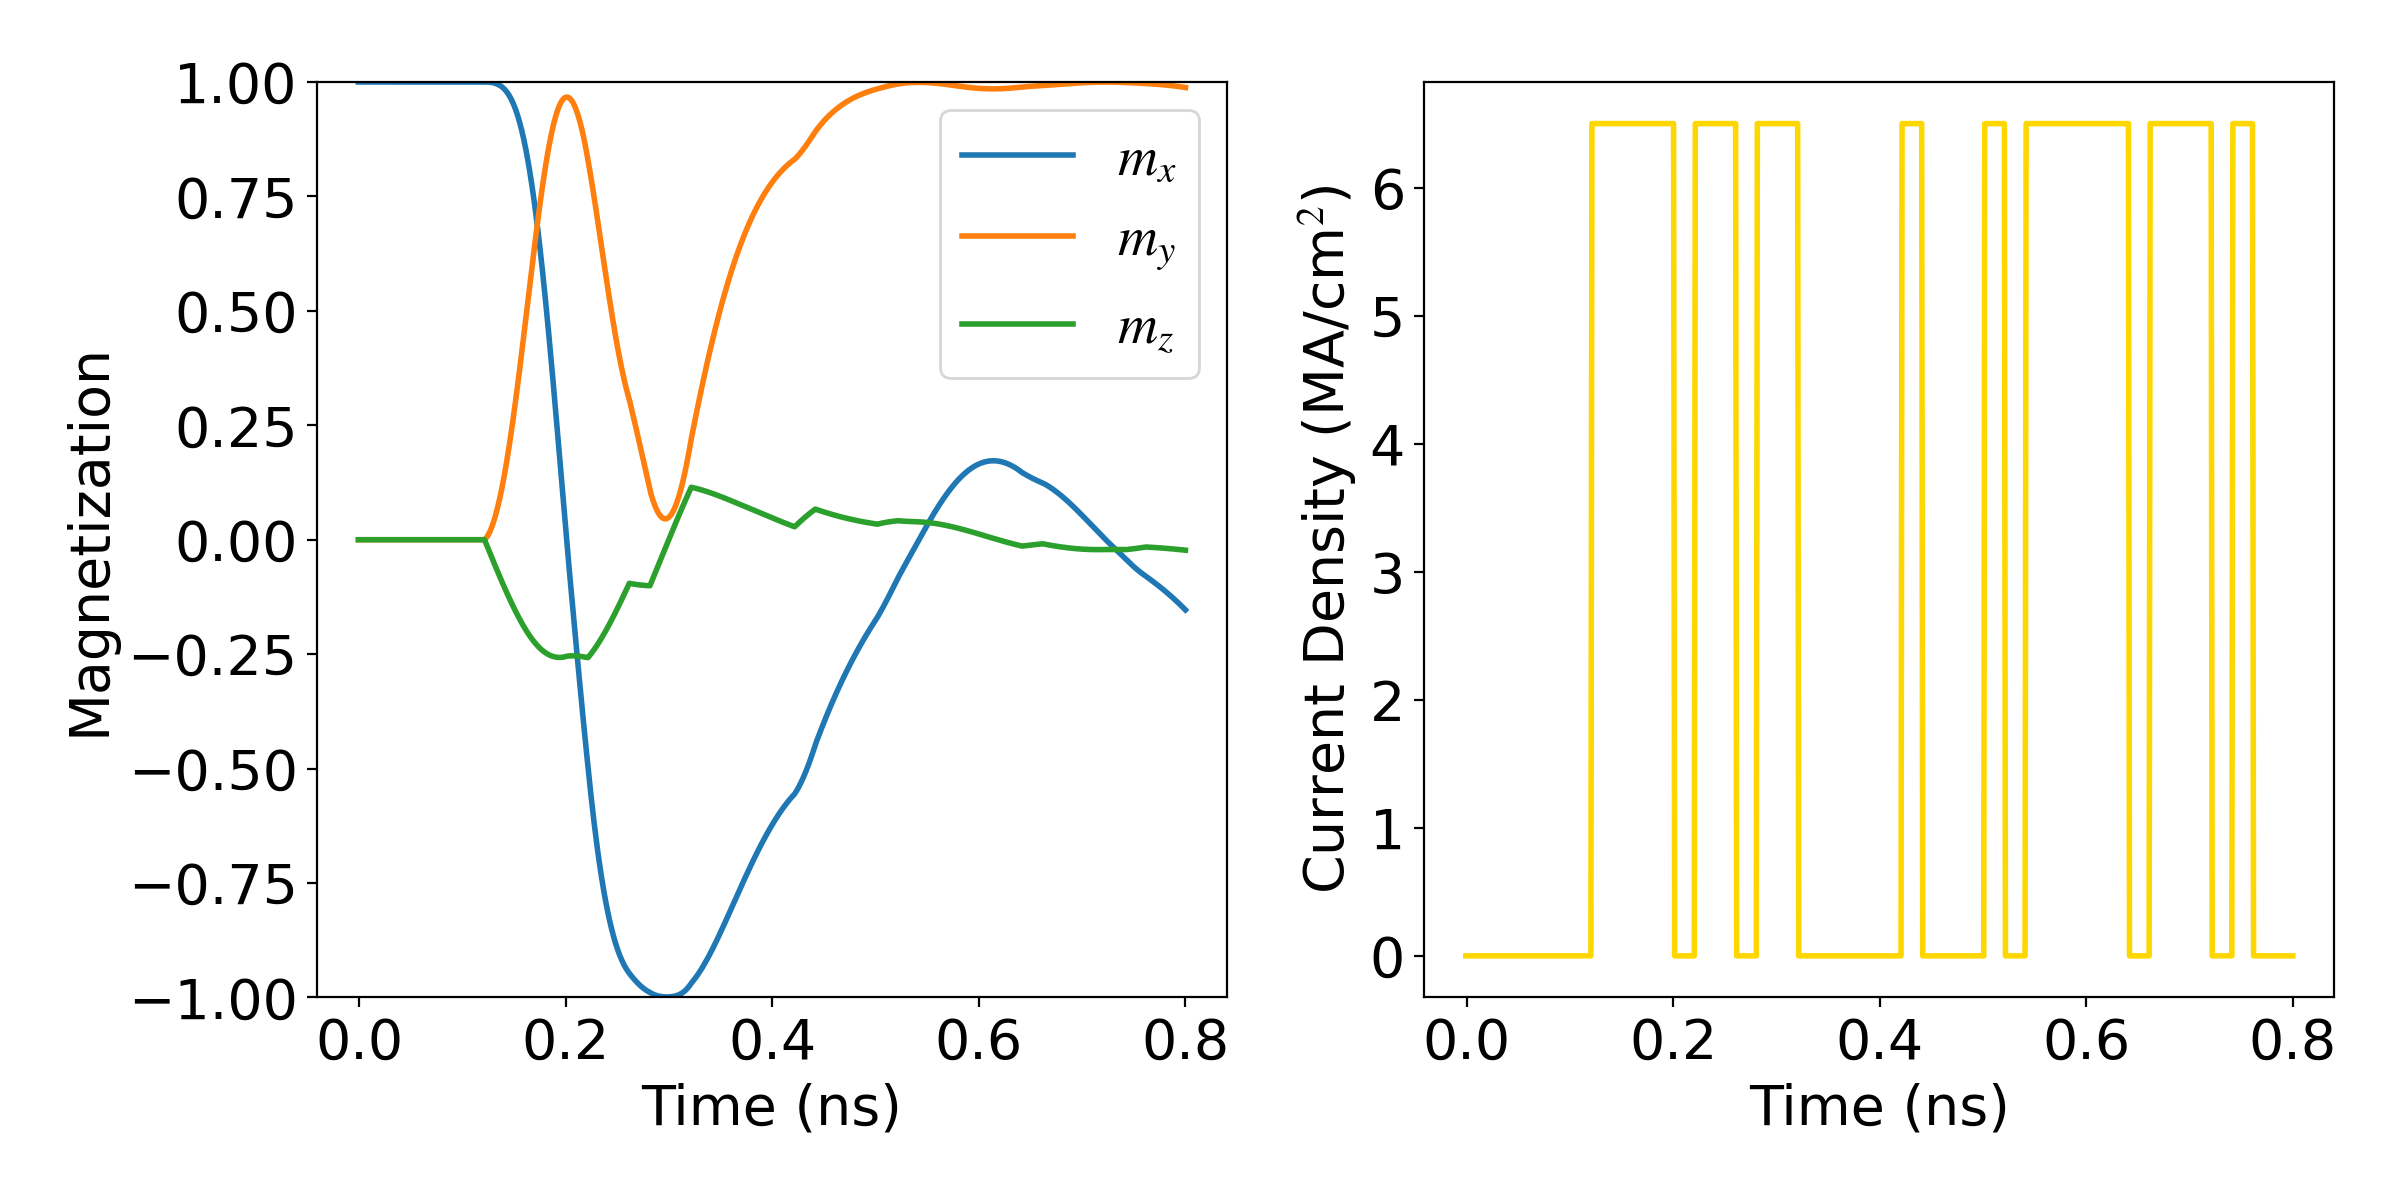 1.00
0.75
0.50
0.25
0.00
−0.25
−0.50
−0.75
−1.00
Magnetization
0.0 0.2 0.4 0.6 0.8
Time (ns)
mₓ
m_y
m_z
6
5
4
3
2
1
0
Current Density (MA/cm²)
0.0 0.2 0.4 0.6 0.8
Time (ns)